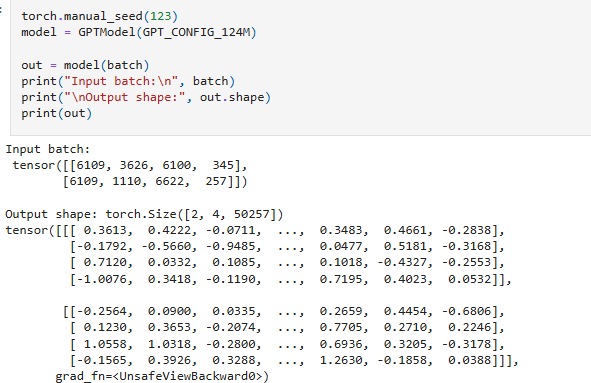 torch.manual_seed(123)
model = GPTModel(GPT_CONFIG_124M)
out = model(batch)
print("Input batch:\n", batch)
print("\nOutput shape:", out.shape)
print(out)
Input batch:
tensor([[6109, 3626, 6100,  345],
[6109, 1110, 6622,  257]])
Output shape: torch.Size([2, 4, 50257])
tensor([[[ 0.3613,  0.4222, -0.0711,  ...,  0.3483,  0.4661, -0.2838],
[-0.1792, -0.5660, -0.9485,  ...,  0.0477,  0.5181, -0.3168],
[ 0.7120,  0.0332,  0.1085,  ...,  0.1018, -0.4327, -0.2553],
[-1.0076,  0.3418, -0.1190,  ...,  0.7195,  0.4023,  0.0532]],
[[-0.2564,  0.0900,  0.0335,  ...,  0.2659,  0.4454, -0.6806],
[ 0.1230,  0.3653, -0.2074,  ...,  0.7705,  0.2710,  0.2246],
[ 1.0558,  1.0318, -0.2800,  ...,  0.6936,  0.3205, -0.3178],
[-0.1565,  0.3926,  0.3288,  ...,  1.2630, -0.1858,  0.0388]]],
grad_fn=<UnsafeViewBackward0>)